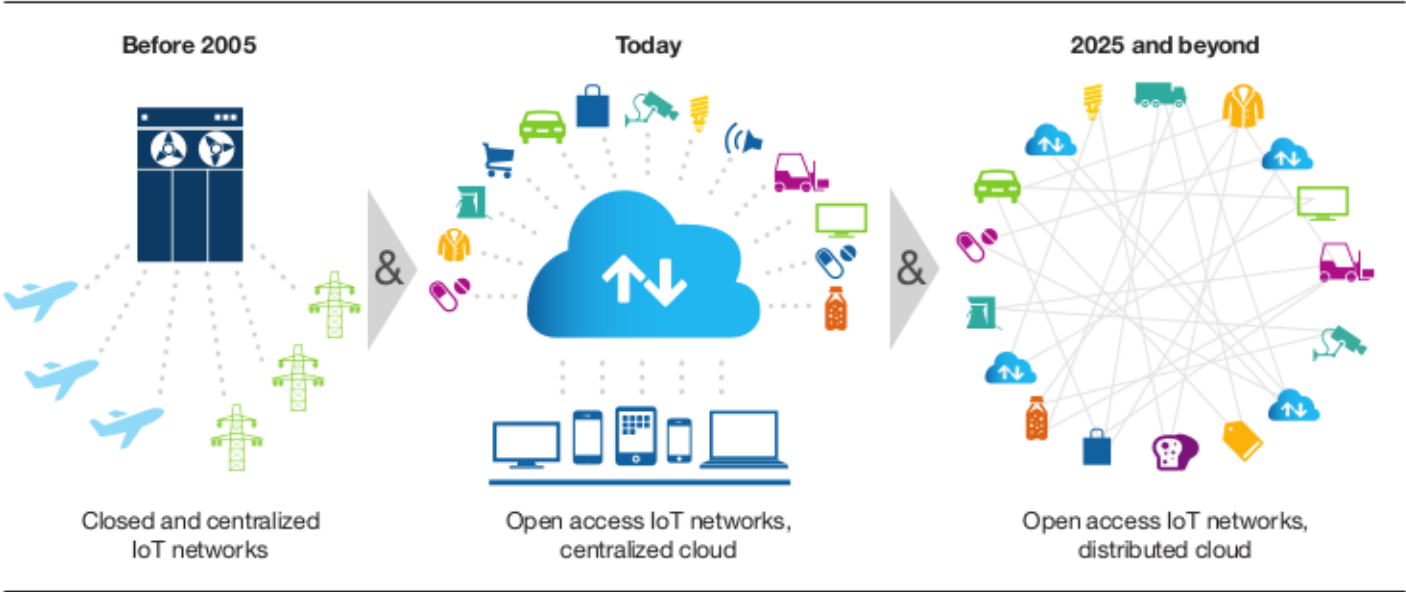 Before 2005
Today
2025 and beyond
&
&
Closed and centralized
IoT networks
Open access IoT networks,
centralized cloud
Open access IoT networks,
distributed cloud